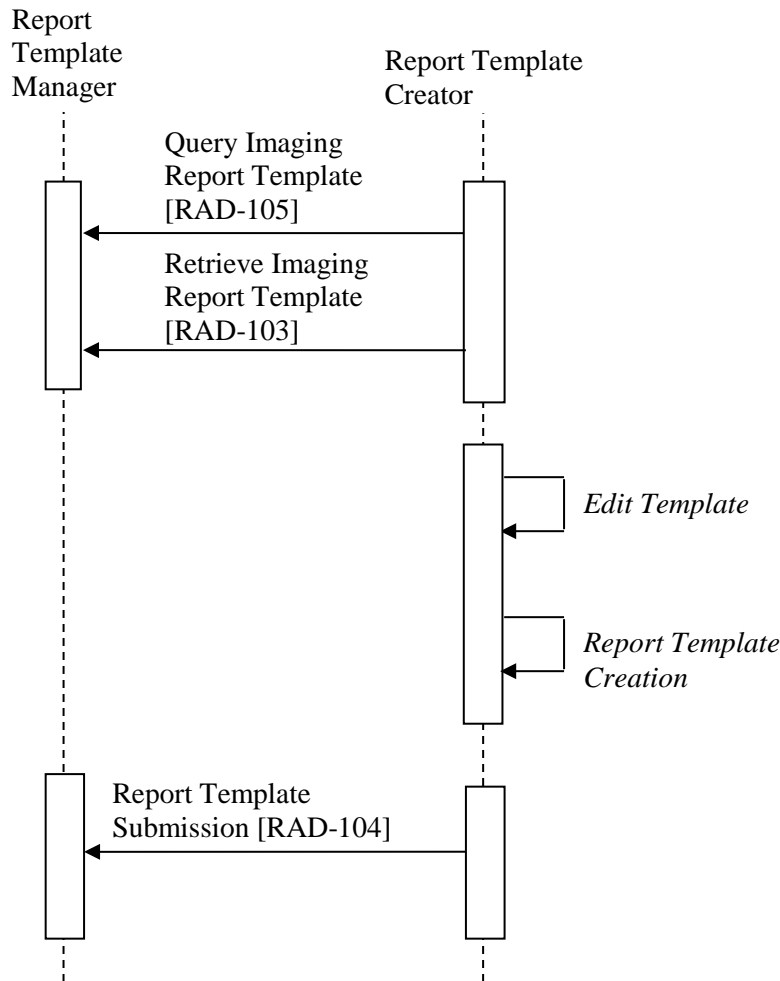 Report
Template
Manager
Report Template
Creator
Query Imaging
Report Template
[RAD-105]
Retrieve Imaging
Report Template
[RAD-103]
Edit Template
Report Template
Creation
Report Template
Submission [RAD-104]